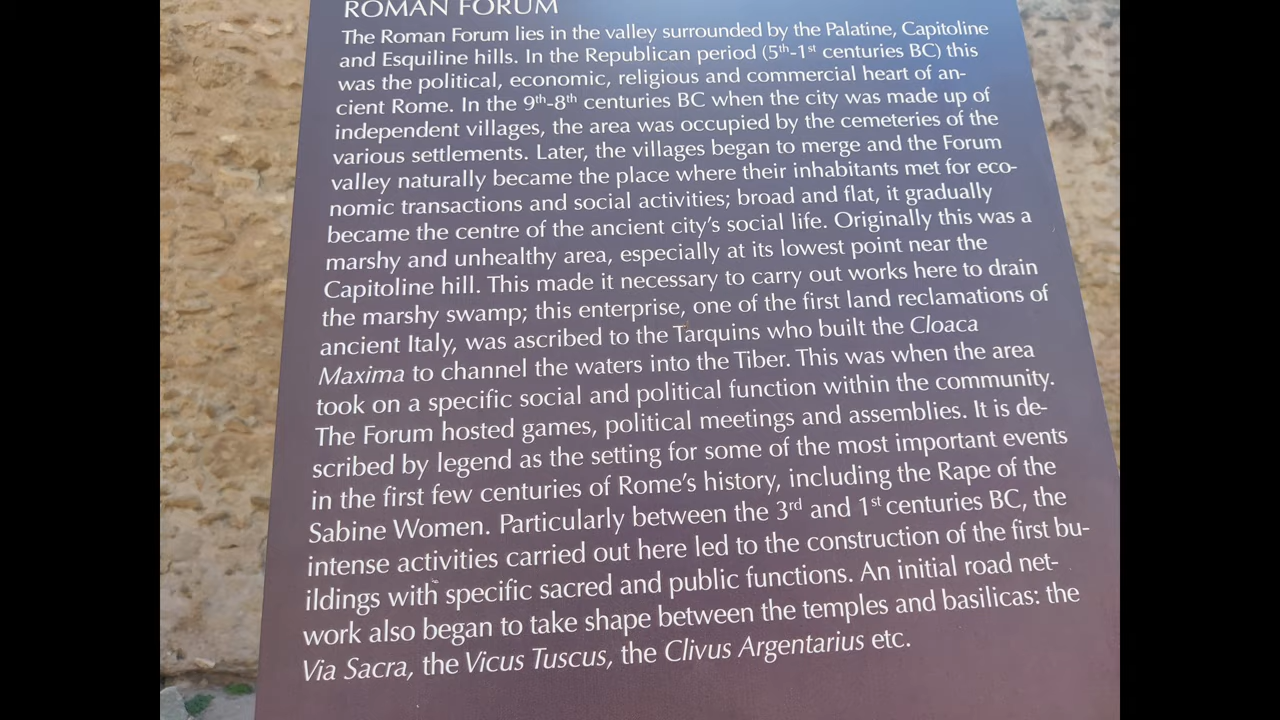 ROMAN FORUM
The Roman Forum lies in the valley surrounded by the Palatine, Capitoline
and Esquiline hills. In the Republican period (5th-1st centuries BC) this
was the political, economic, religious and commercial heart of an-
cient Rome. In the 9th-8th centuries BC when the city was made up of
independent villages, the area was occupied by the cemeteries of the
various settlements. Later, the villages began to merge and the Forum
valley naturally became the place where their inhabitants met for eco-
nomic transactions and social activities; broad and flat, it gradually
became the centre of the ancient city's social life. Originally this was a
marshy and unhealthy area, especially at its lowest point near the
Capitoline hill. This made it necessary to carry out works here to drain
the marshy swamp; this enterprise, one of the first land reclamations of
ancient Italy, was ascribed to the Tarquins who built the Cloaca
Maxima to channel the waters into the Tiber. This was when the area
took on a specific social and political function within the community.
The Forum hosted games, political meetings and assemblies. It is de-
scribed by legend as the setting for some of the most important events
in the first few centuries of Rome's history, including the Rape of the
Sabine Women. Particularly between the 3rd and 1st centuries BC, the
intense activities carried out here led to the construction of the first bu-
ildings with specific sacred and public functions. An initial road net-
work also began to take shape between the temples and basilicas: the
Via Sacra, the Vicus Tuscus, the Clivus Argentarius etc.